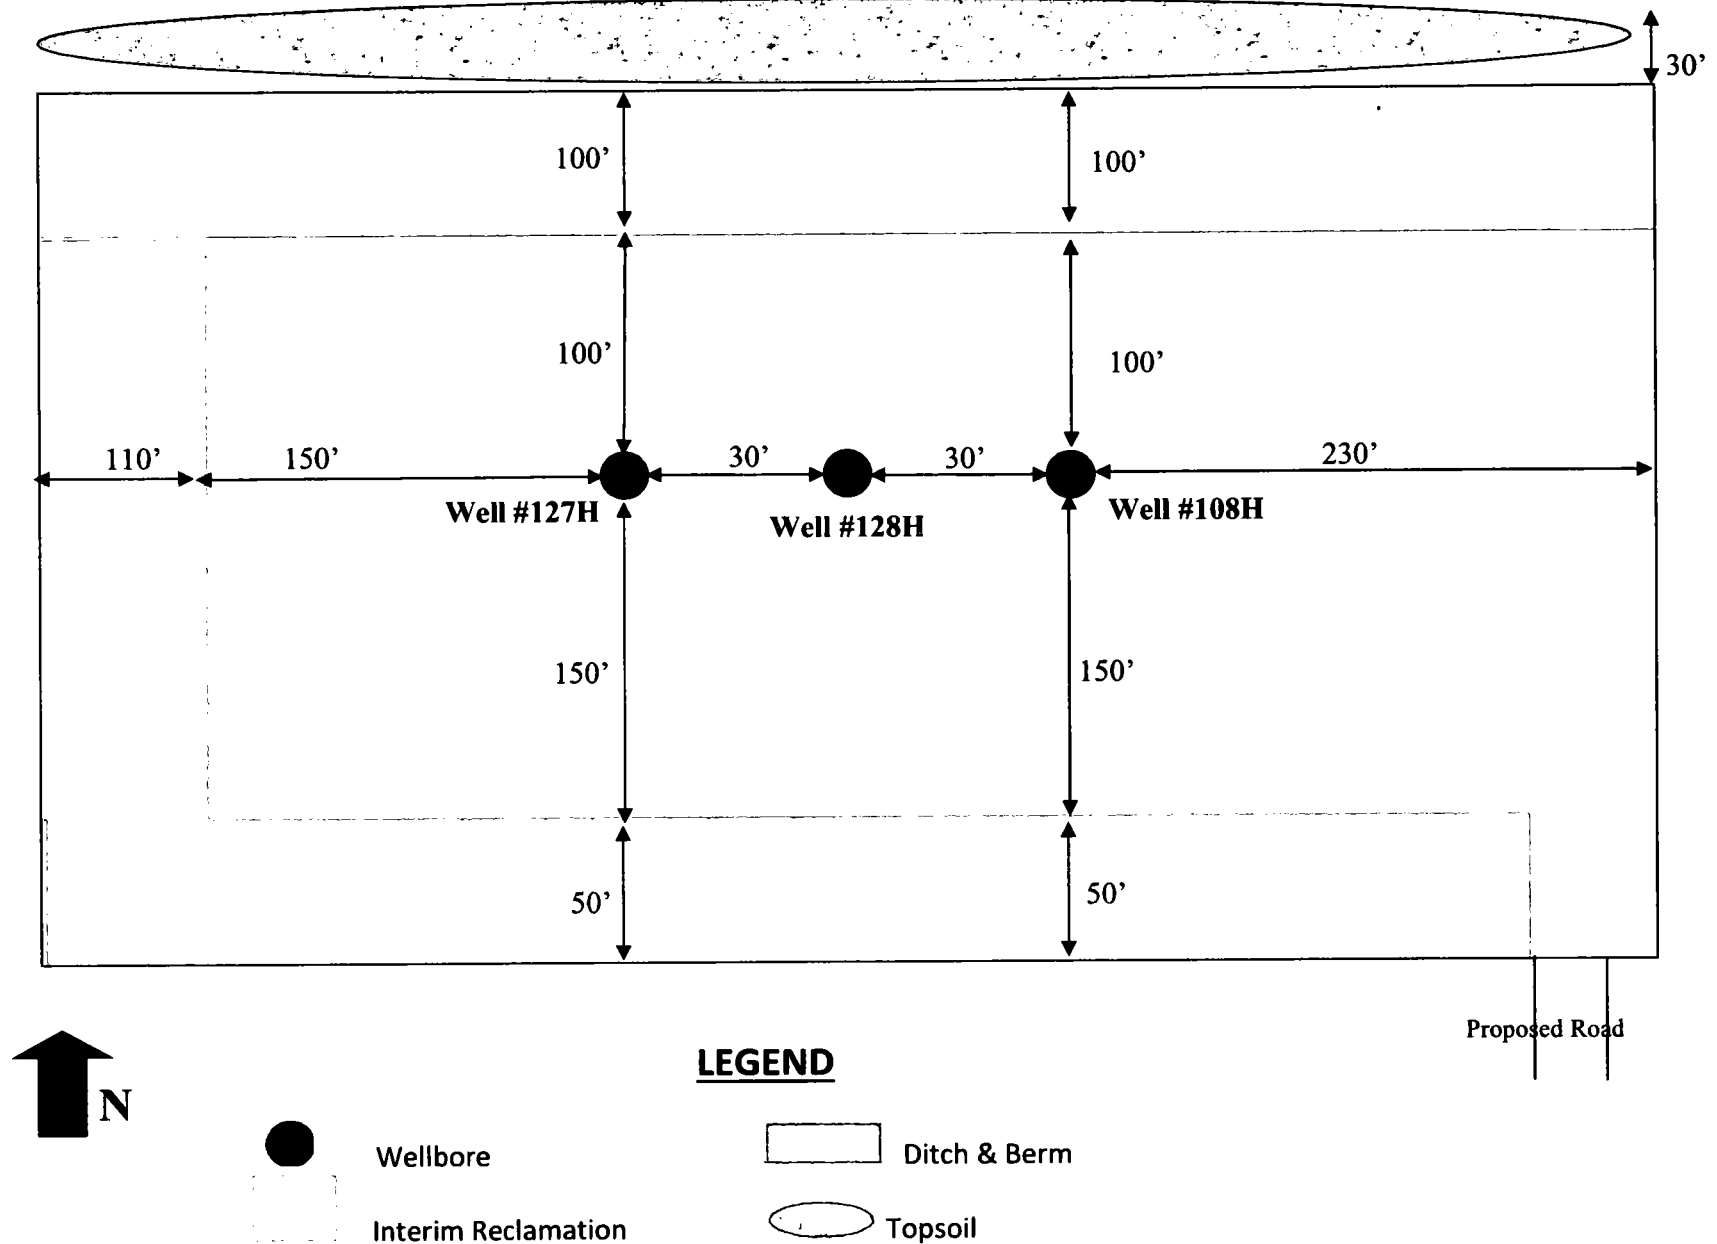 30’
100’ 100’
100’ 100’
110’ 150’ 30’ 30’ 230’
Well #127H Well #128H Well #108H
150’ 150’
50’ 50’
Proposed Road
N
LEGEND
Wellbore Ditch & Berm
Interim Reclamation Topsoil